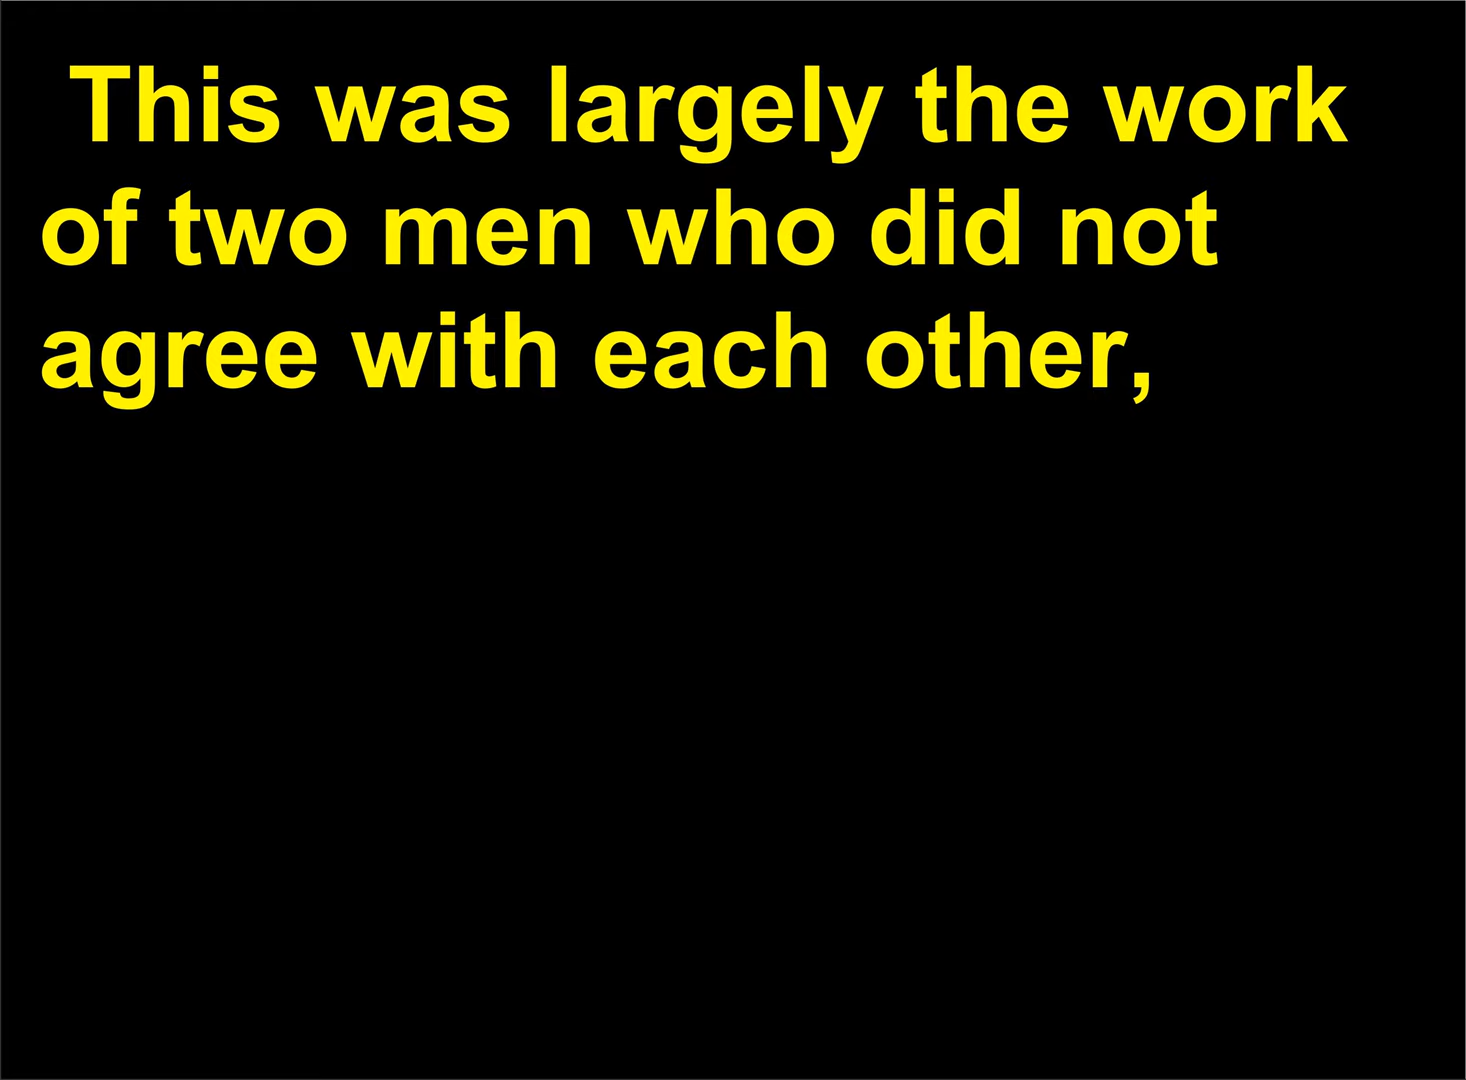 This was largely the work
of two men who did not
agree with each other,